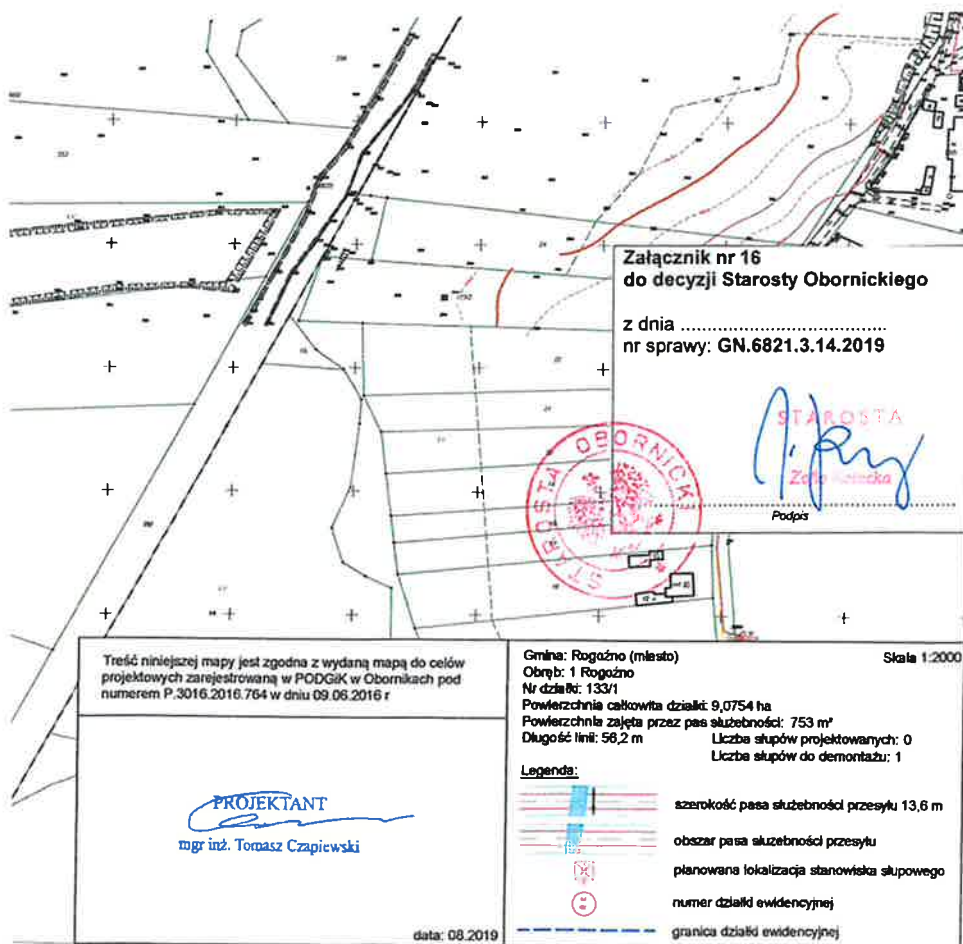 Załącznik nr 16
do decyzji Starosty Obornickiego
z dnia ........................................
nr sprawy: GN.6821.3.14.2019
STAROSTA
Podpis
STAROSTA OBORNICKI
Treść niniejszej mapy jest zgodna z wydaną mapą do celów
projektowych zarejestrowaną w PODGiK w Obornikach pod
numerem P.3016.2016.764 w dniu 09.06.2016 r
PROJEKTANT
mgr inż. Tomasz Czapiewski
data: 08.2019
Gmina: Rogoźno (miasto) Skala 1:2000
Obręb: 1 Rogoźno
Nr działki: 133/1
Powierzchnia całkowita działki: 9,0754 ha
Powierzchnia zajęta przez pas służebności: 753 m²
Długość linii: 56,2 m Liczba słupów projektowanych: 0
Liczba słupów do demontażu: 1
Legenda:
szerokość pasa służebności przesyłu 13,6 m
obszar pasa służebności przesyłu
planowana lokalizacja stanowiska słupowego
numer działki ewidencyjnej
granica działki ewidencyjnej